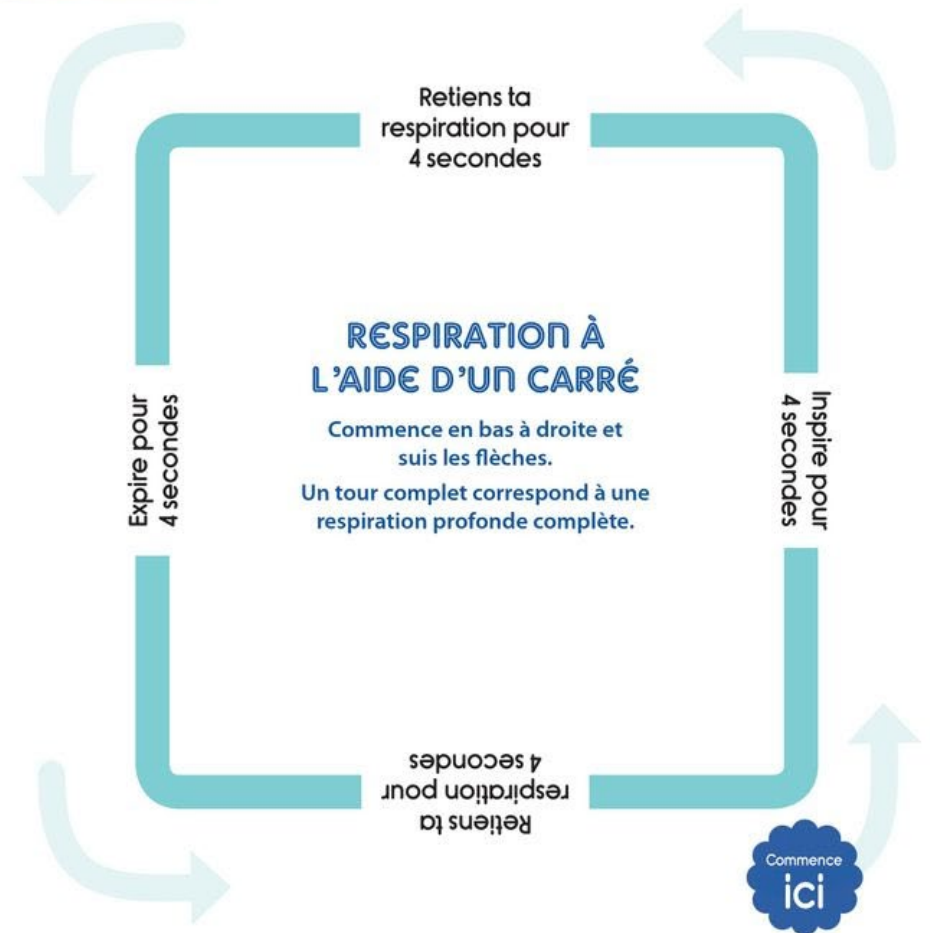 Retiens ta
respiration pour
4 secondes
RESPIRATION À
L'AIDE D'UN CARRÉ
Commence en bas à droite et
suis les flèches.
Un tour complet correspond à une
respiration profonde complète.
Expire pour
4 secondes
Inspire pour
4 secondes
Retiens ta
respiration pour
4 secondes
Commence
ici